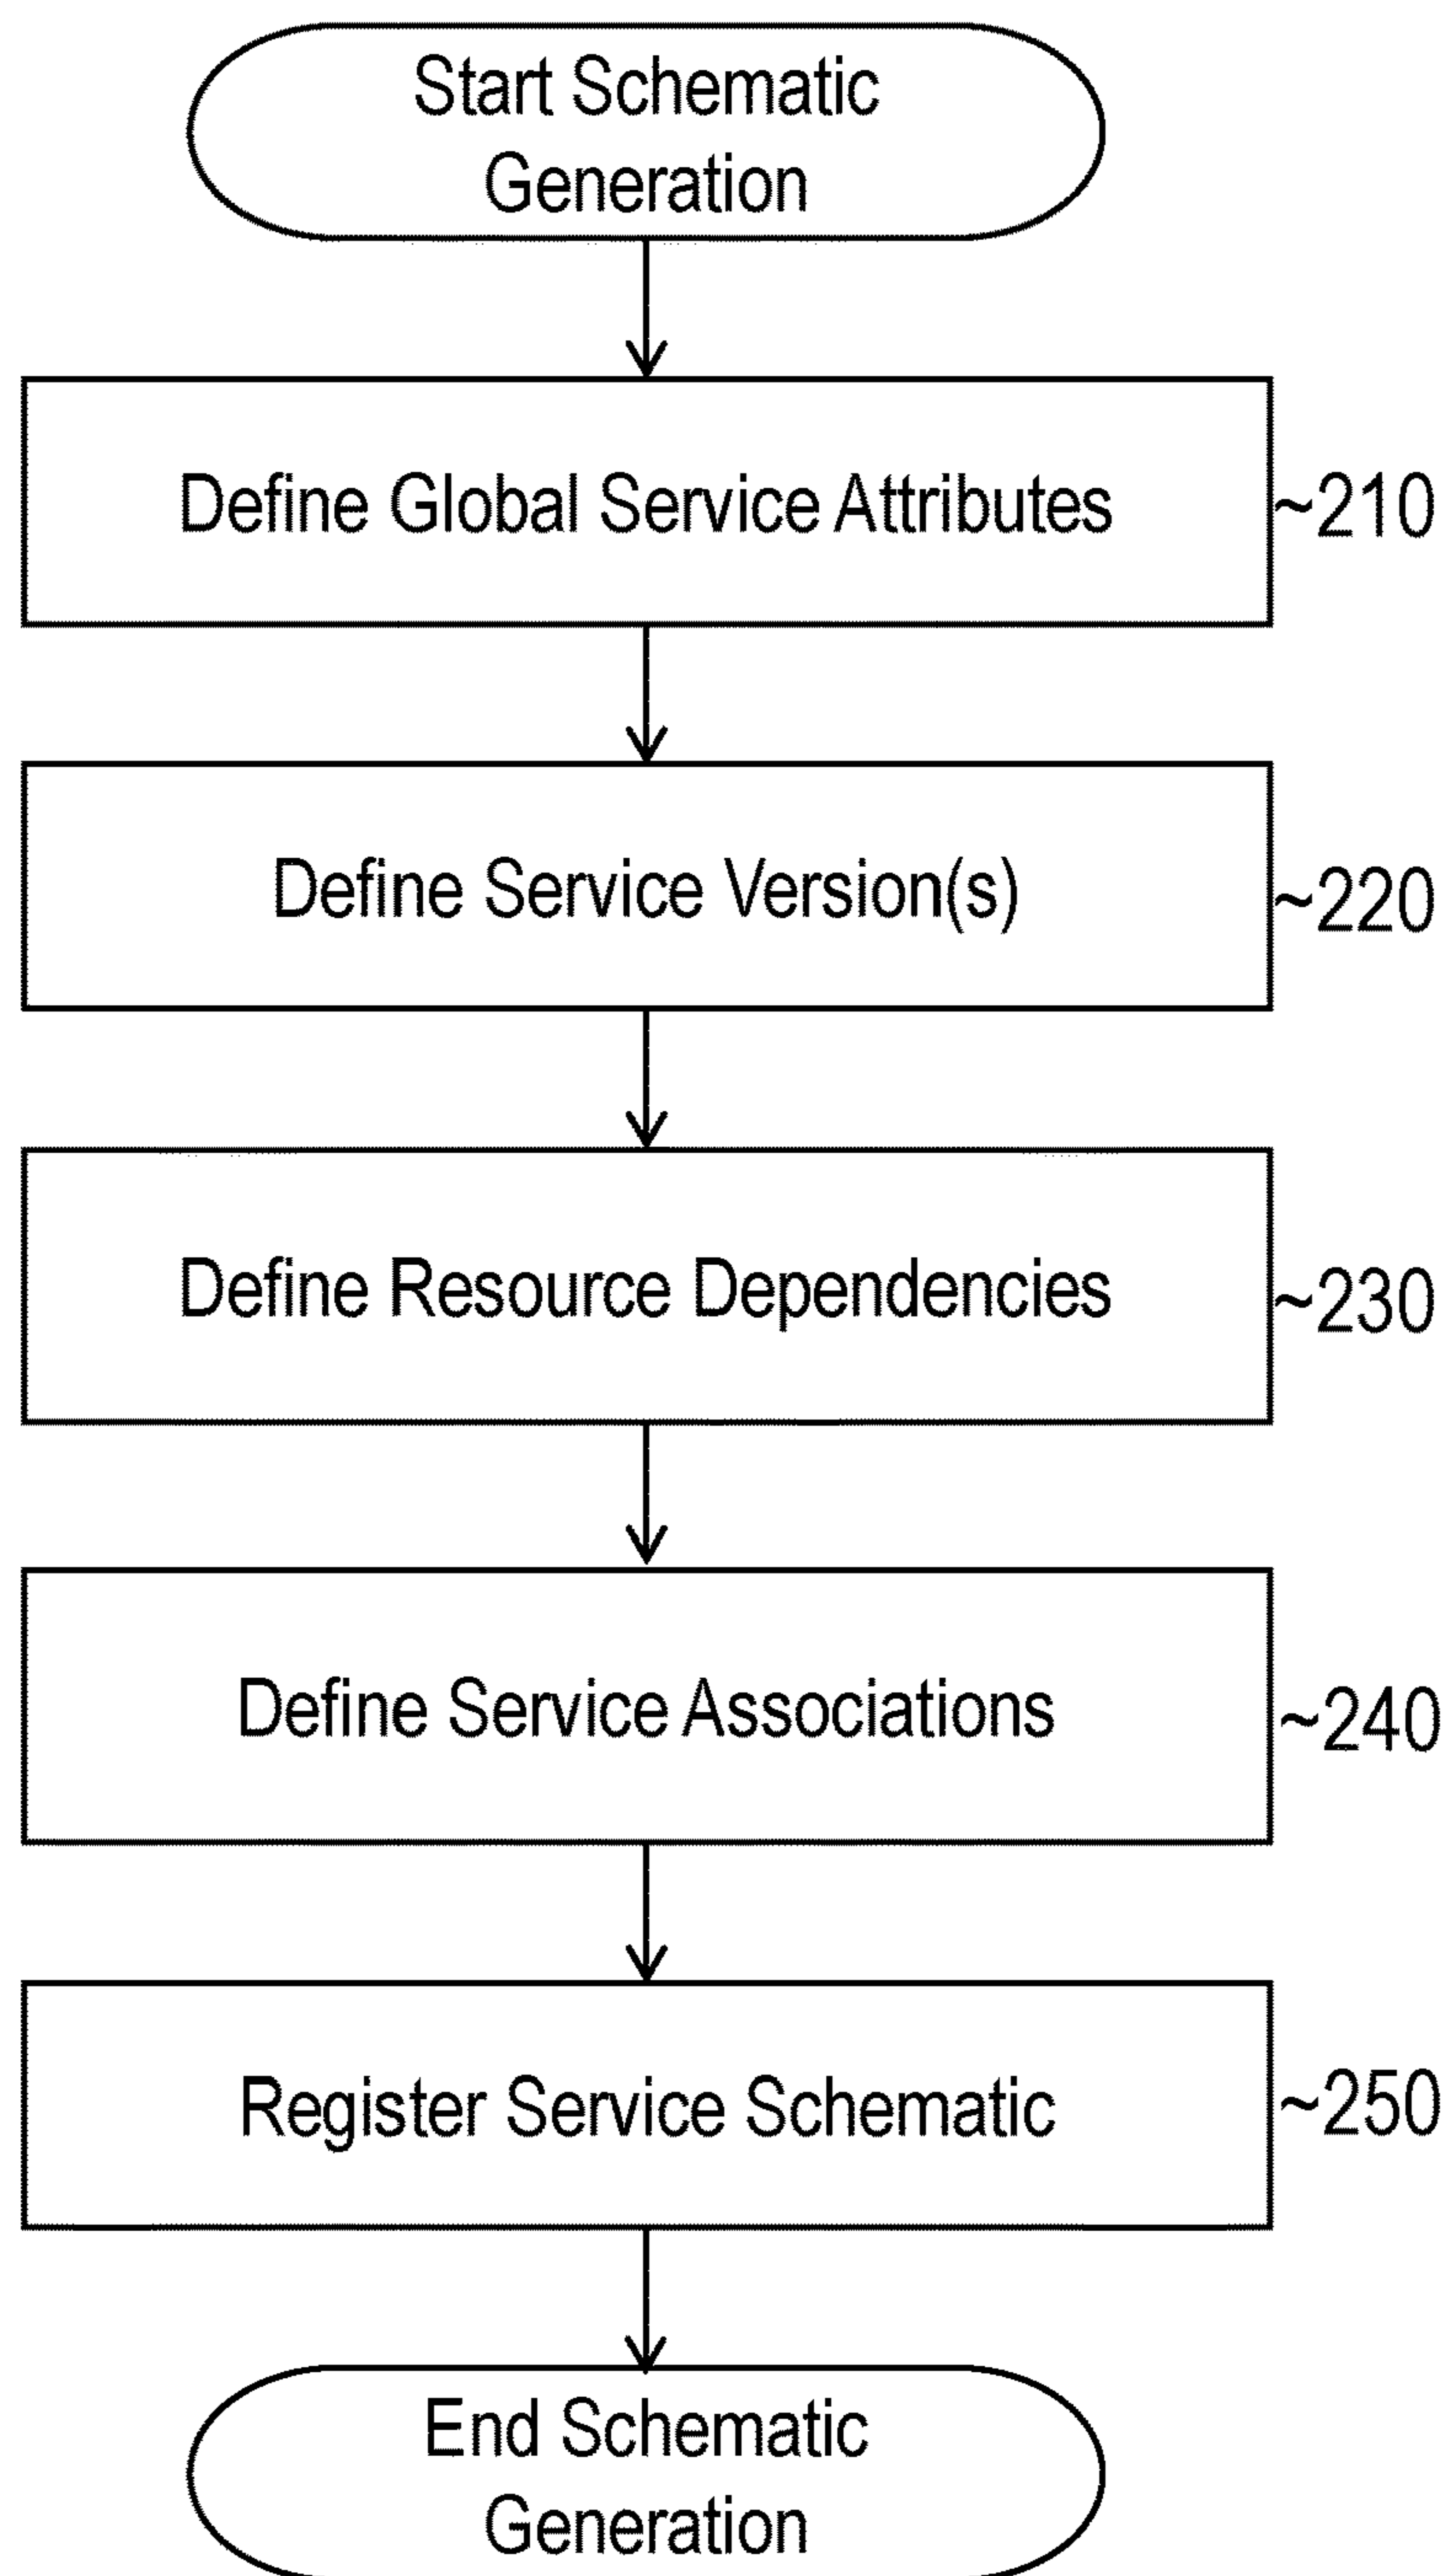 Start Schematic
Generation
Define Global Service Attributes
~210
Define Service Version(s)
~220
Define Resource Dependencies
~230
Define Service Associations
~240
Register Service Schematic
~250
End Schematic
Generation